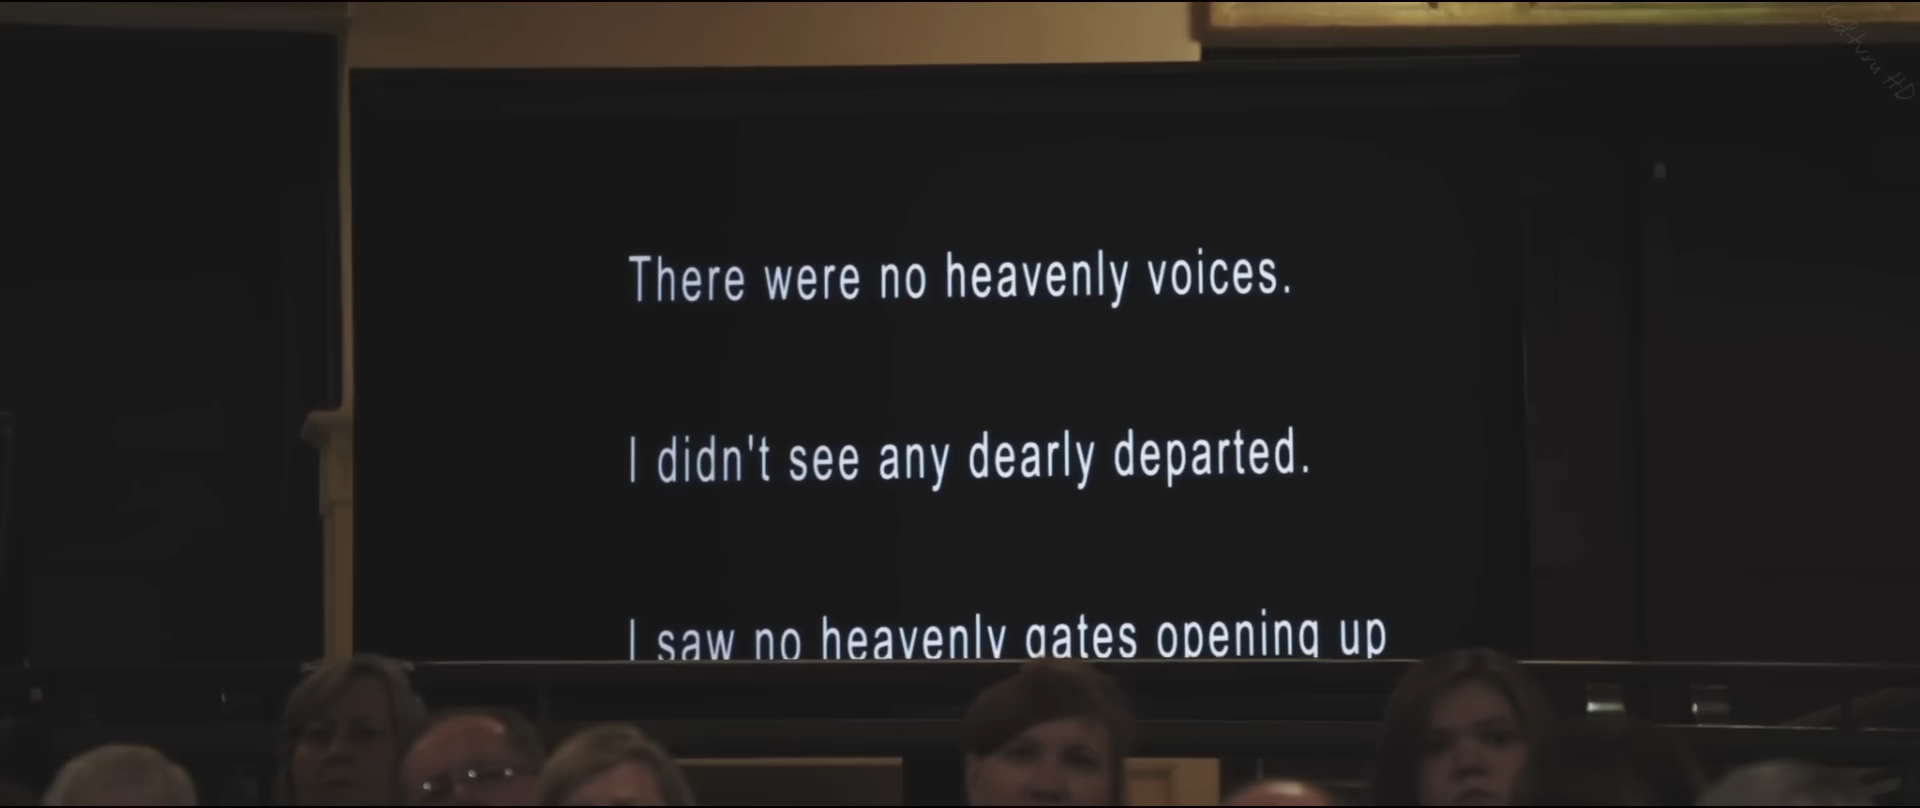 There were no heavenly voices.
I didn't see any dearly departed.
I saw no heavenly gates opening up